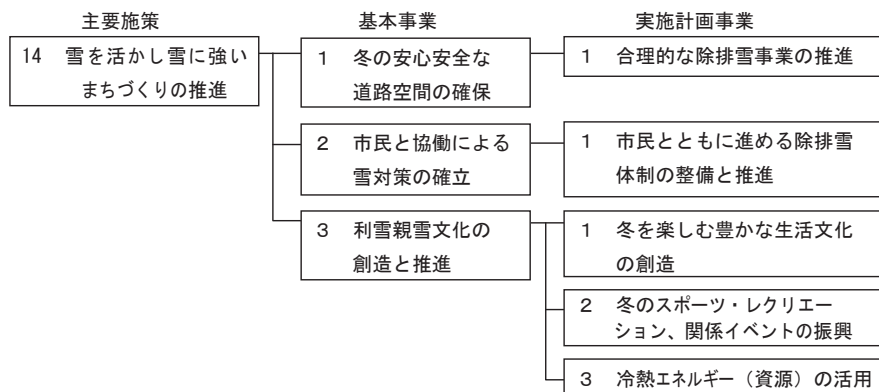 主要施策 基本事業 実施計画事業
14 雪を活かし雪に強い
まちづくりの推進
1 冬の安心安全な
道路空間の確保
1 合理的な除排雪事業の推進
2 市民と協働による
雪対策の確立
1 市民とともに進める除排雪
体制の整備と推進
3 利雪親雪文化の
創造と推進
1 冬を楽しむ豊かな生活文化
の創造
2 冬のスポーツ・レクリエー
ション、関係イベントの振興
3 冷熱エネルギー（資源）の活用